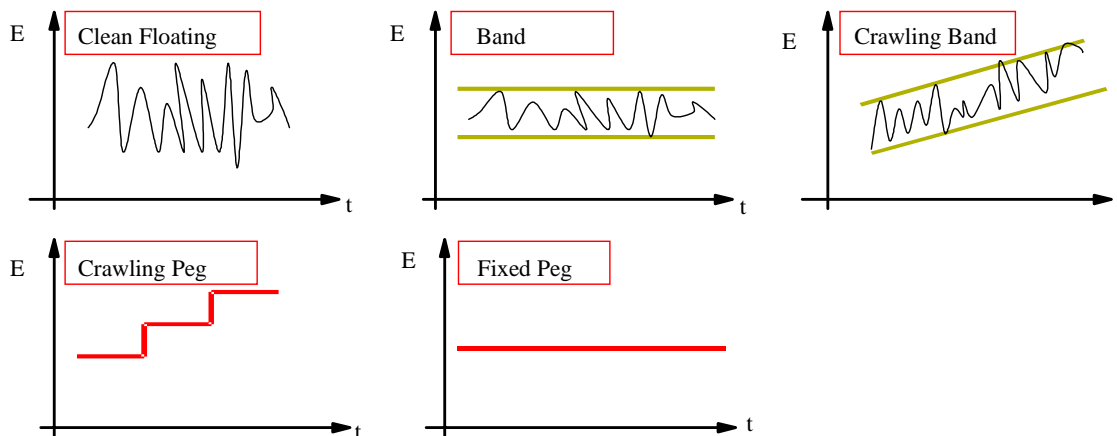 E
Clean Floating
t
E
Band
t
E
Crawling Band
E
Crawling Peg
t
E
Fixed Peg
t